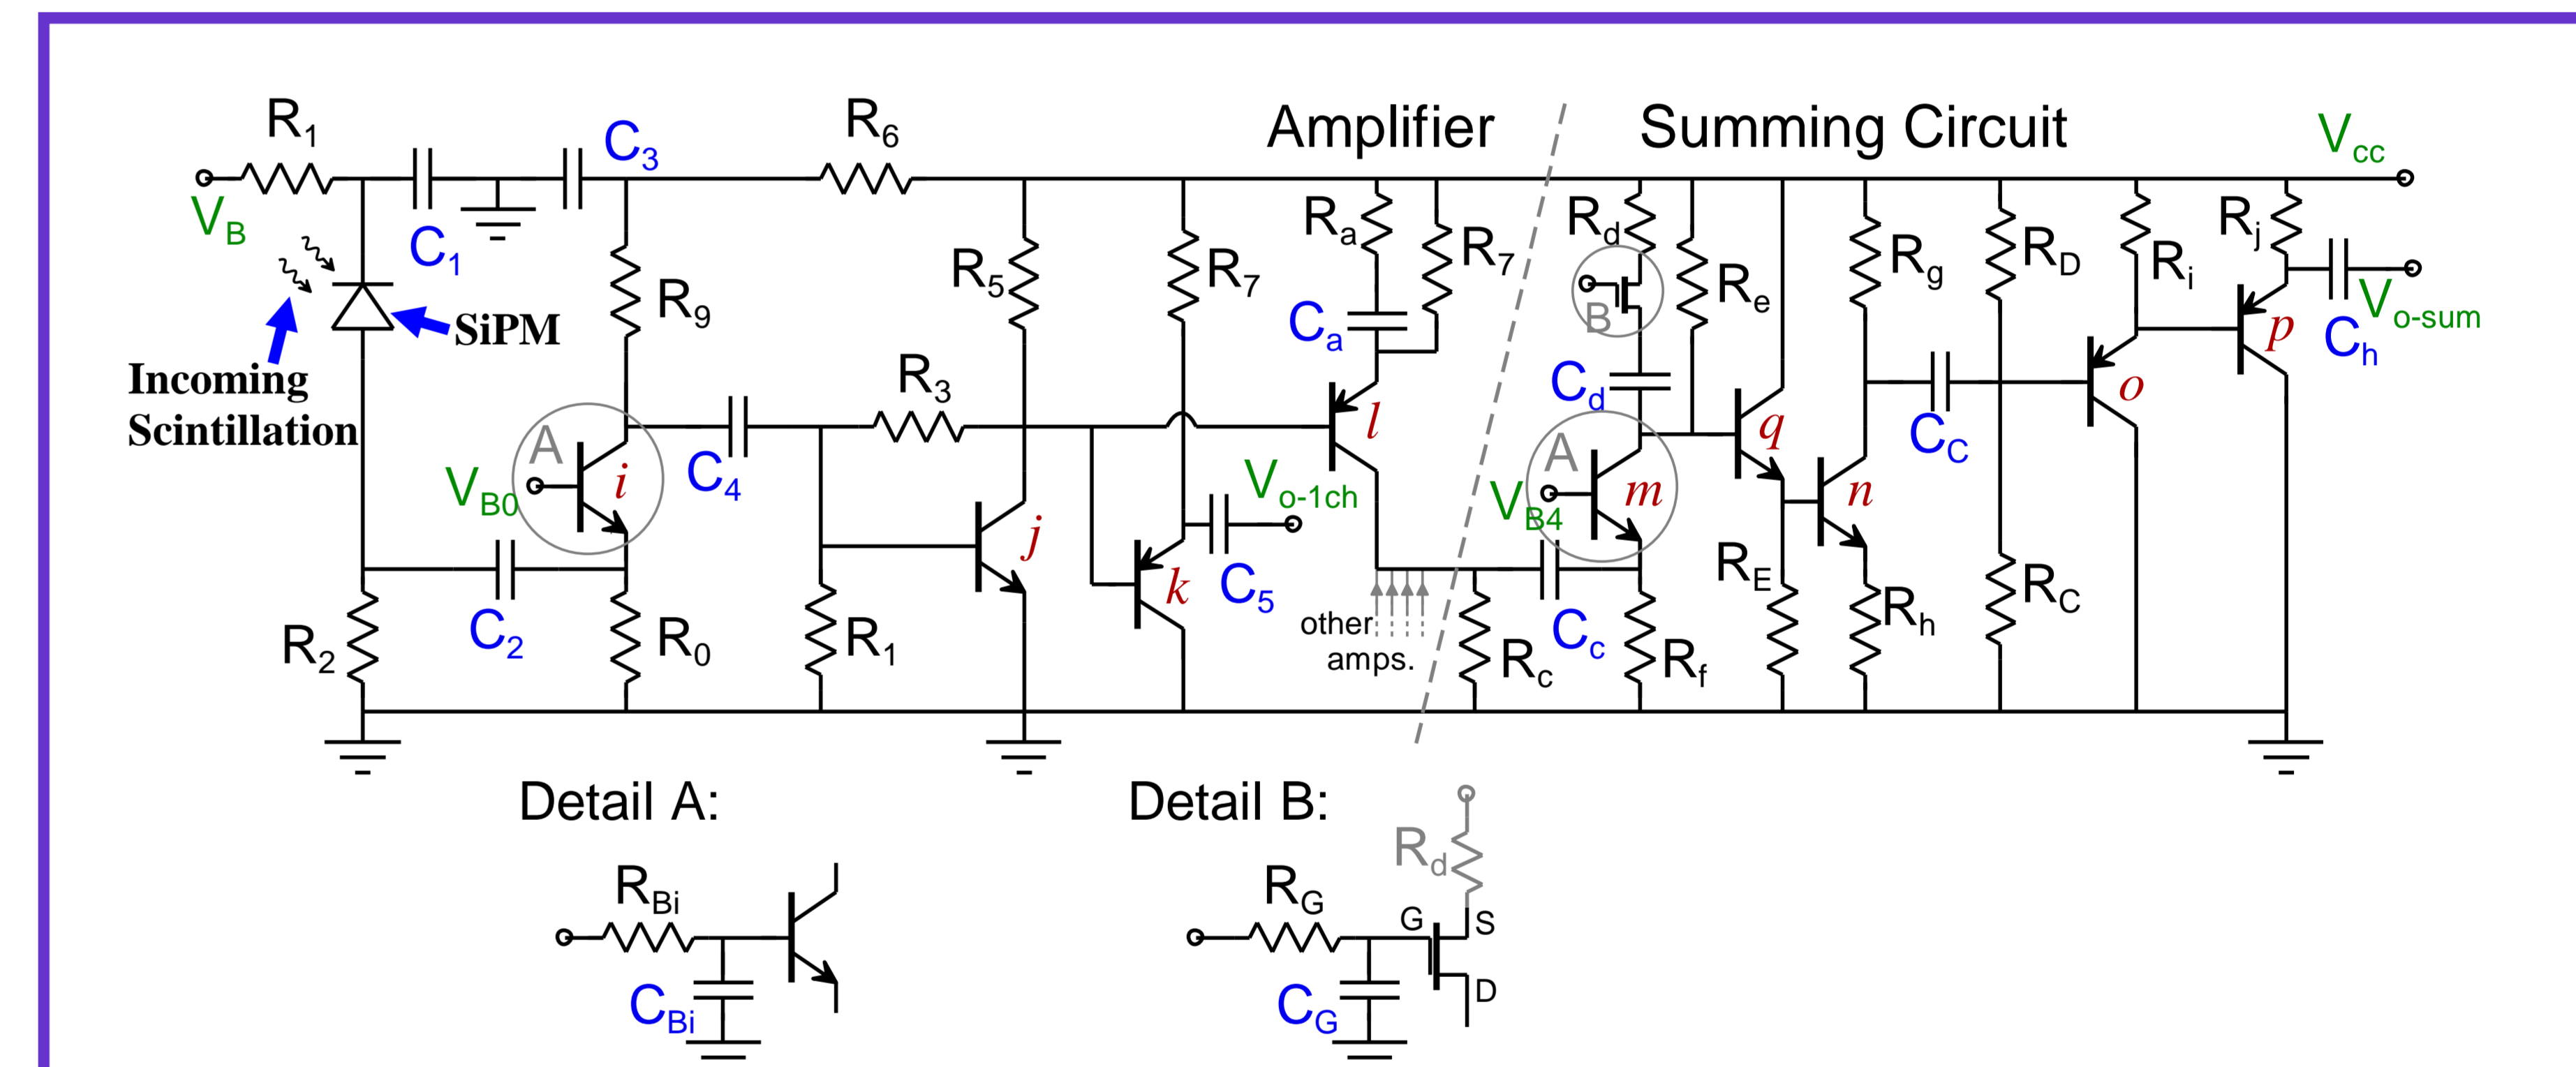 Amplifier
Summing Circuit
R1
C3
R6
Vcc
VB
C1
Ra
R7
Rd
B
Re
Rg
RD
Ri
Rj
Vo-sum
Ch
p
R9
R5
R7
Ca
SiPM
Incoming
Scintillation
R3
l
Cd
q
CC
o
A
VB0
i
C4
Vo-1ch
A
VB4
m
n
j
k
C5
RE
RC
R2
C2
R0
R1
other
amps.
Rc
Cc
Rf
Rh
Detail A:
Detail B:
Rd
RBi
CBi
RG
CG
G
S
D